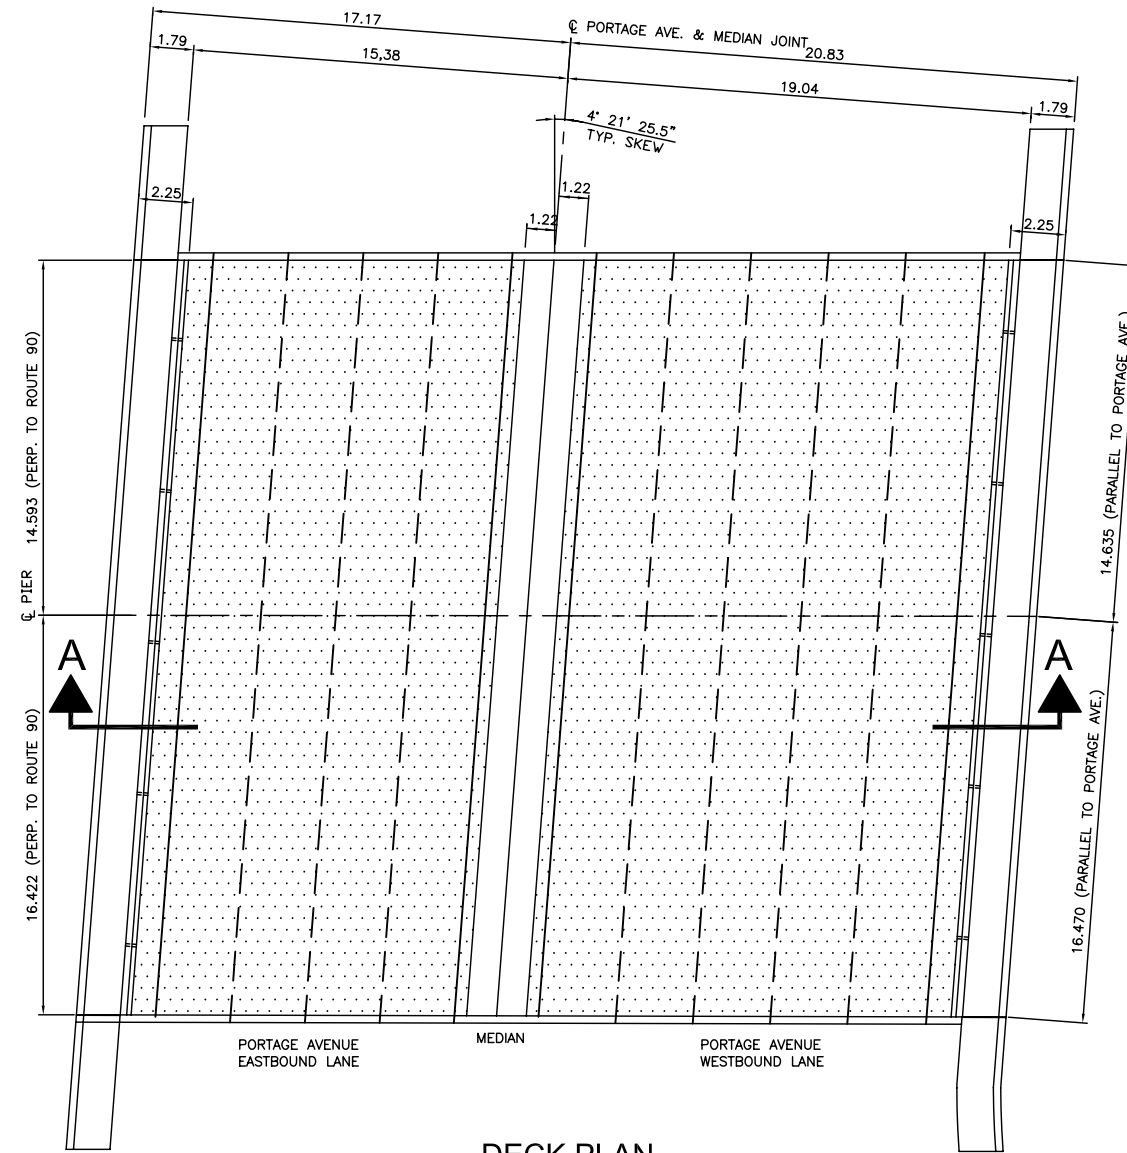 17.17
℄ PORTAGE AVE. & MEDIAN JOINT
20.83
1.79
15,38
19.04
1.79
4° 21' 25.5"
TYP. SKEW
2.25
1.22
1.22
2.25
14.593 (PERP. TO ROUTE 90)
14.635 (PARALLEL TO PORTAGE AVE.)
℄ PIER
A
A
16.422 (PERP. TO ROUTE 90)
16.470 (PARALLEL TO PORTAGE AVE.)
PORTAGE AVENUE
EASTBOUND LANE
MEDIAN
PORTAGE AVENUE
WESTBOUND LANE
DECK PLAN